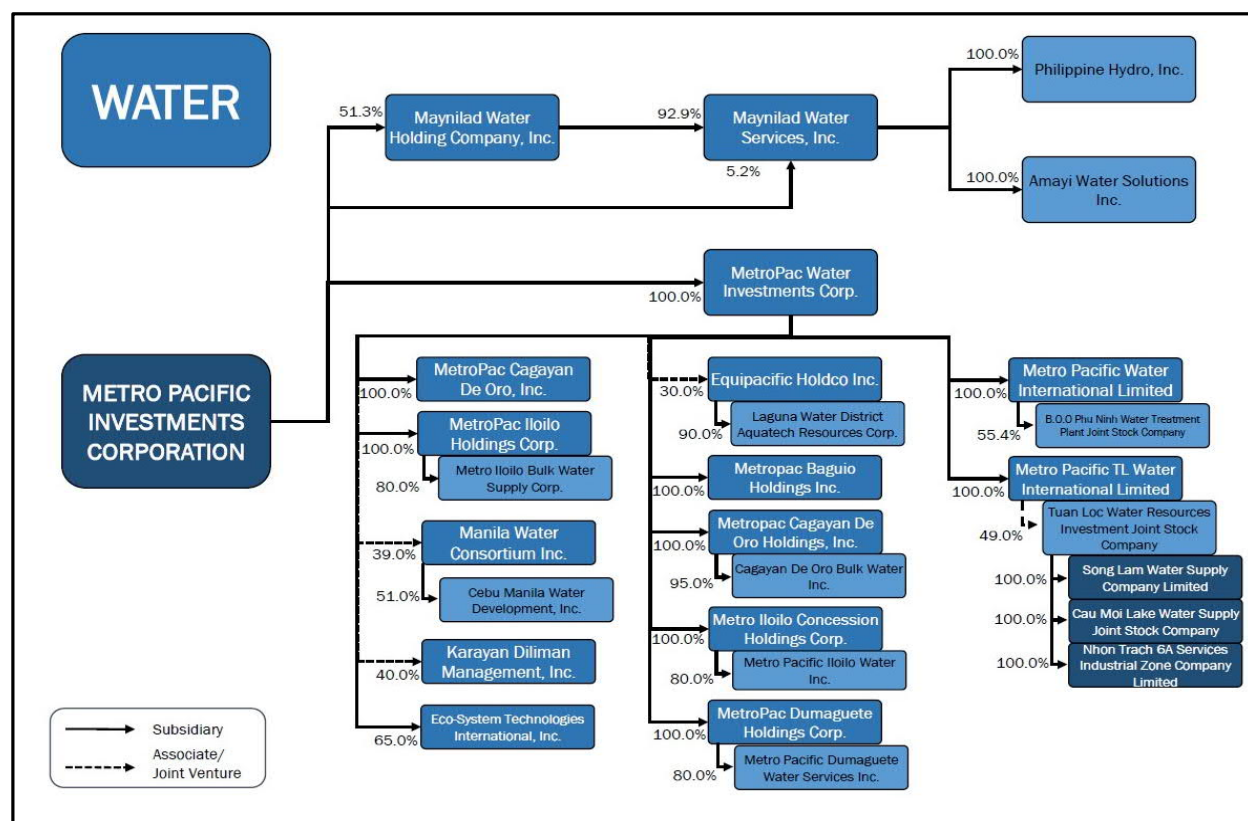 WATER
METRO PACIFIC
INVESTMENTS
CORPORATION
51.3%
Maynilad Water
Holding Company, Inc.
92.9%
5.2%
Maynilad Water
Services, Inc.
100.0%
Philippine Hydro, Inc.
100.0%
Amayi Water Solutions
Inc.
100.0%
MetroPac Water
Investments Corp.
100.0%
MetroPac Cagayan
De Oro, Inc.
100.0%
MetroPac Iloilo
Holdings Corp.
80.0%
Metro Iloilo Bulk Water
Supply Corp.
39.0%
Manila Water
Consortium Inc.
51.0%
Cebu Manila Water
Development, Inc.
40.0%
Karayan Diliman
Management, Inc.
65.0%
Eco-System Technologies
International, Inc.
30.0%
Equipacific Holdco Inc.
90.0%
Laguna Water District
Aquatech Resources Corp.
100.0%
Metropac Baguio
Holdings Inc.
100.0%
Metropac Cagayan De
Oro Holdings, Inc.
95.0%
Cagayan De Oro Bulk Water
Inc.
100.0%
Metro Iloilo Concession
Holdings Corp.
80.0%
Metro Pacific Iloilo Water
Inc.
100.0%
MetroPac Dumaguete
Holdings Corp.
80.0%
Metro Pacific Dumaguete
Water Services Inc.
100.0%
Metro Pacific Water
International Limited
55.4%
B.O.O Phu Ninh Water Treatment
Plant Joint Stock Company
100.0%
Metro Pacific TL Water
International Limited
49.0%
Tuan Loc Water Resources
Investment Joint Stock
Company
100.0%
Song Lam Water Supply
Company Limited
100.0%
Cau Moi Lake Water Supply
Joint Stock Company
100.0%
Nhon Trach 6A Services
Industrial Zone Company
Limited
Subsidiary
Associate/
Joint Venture